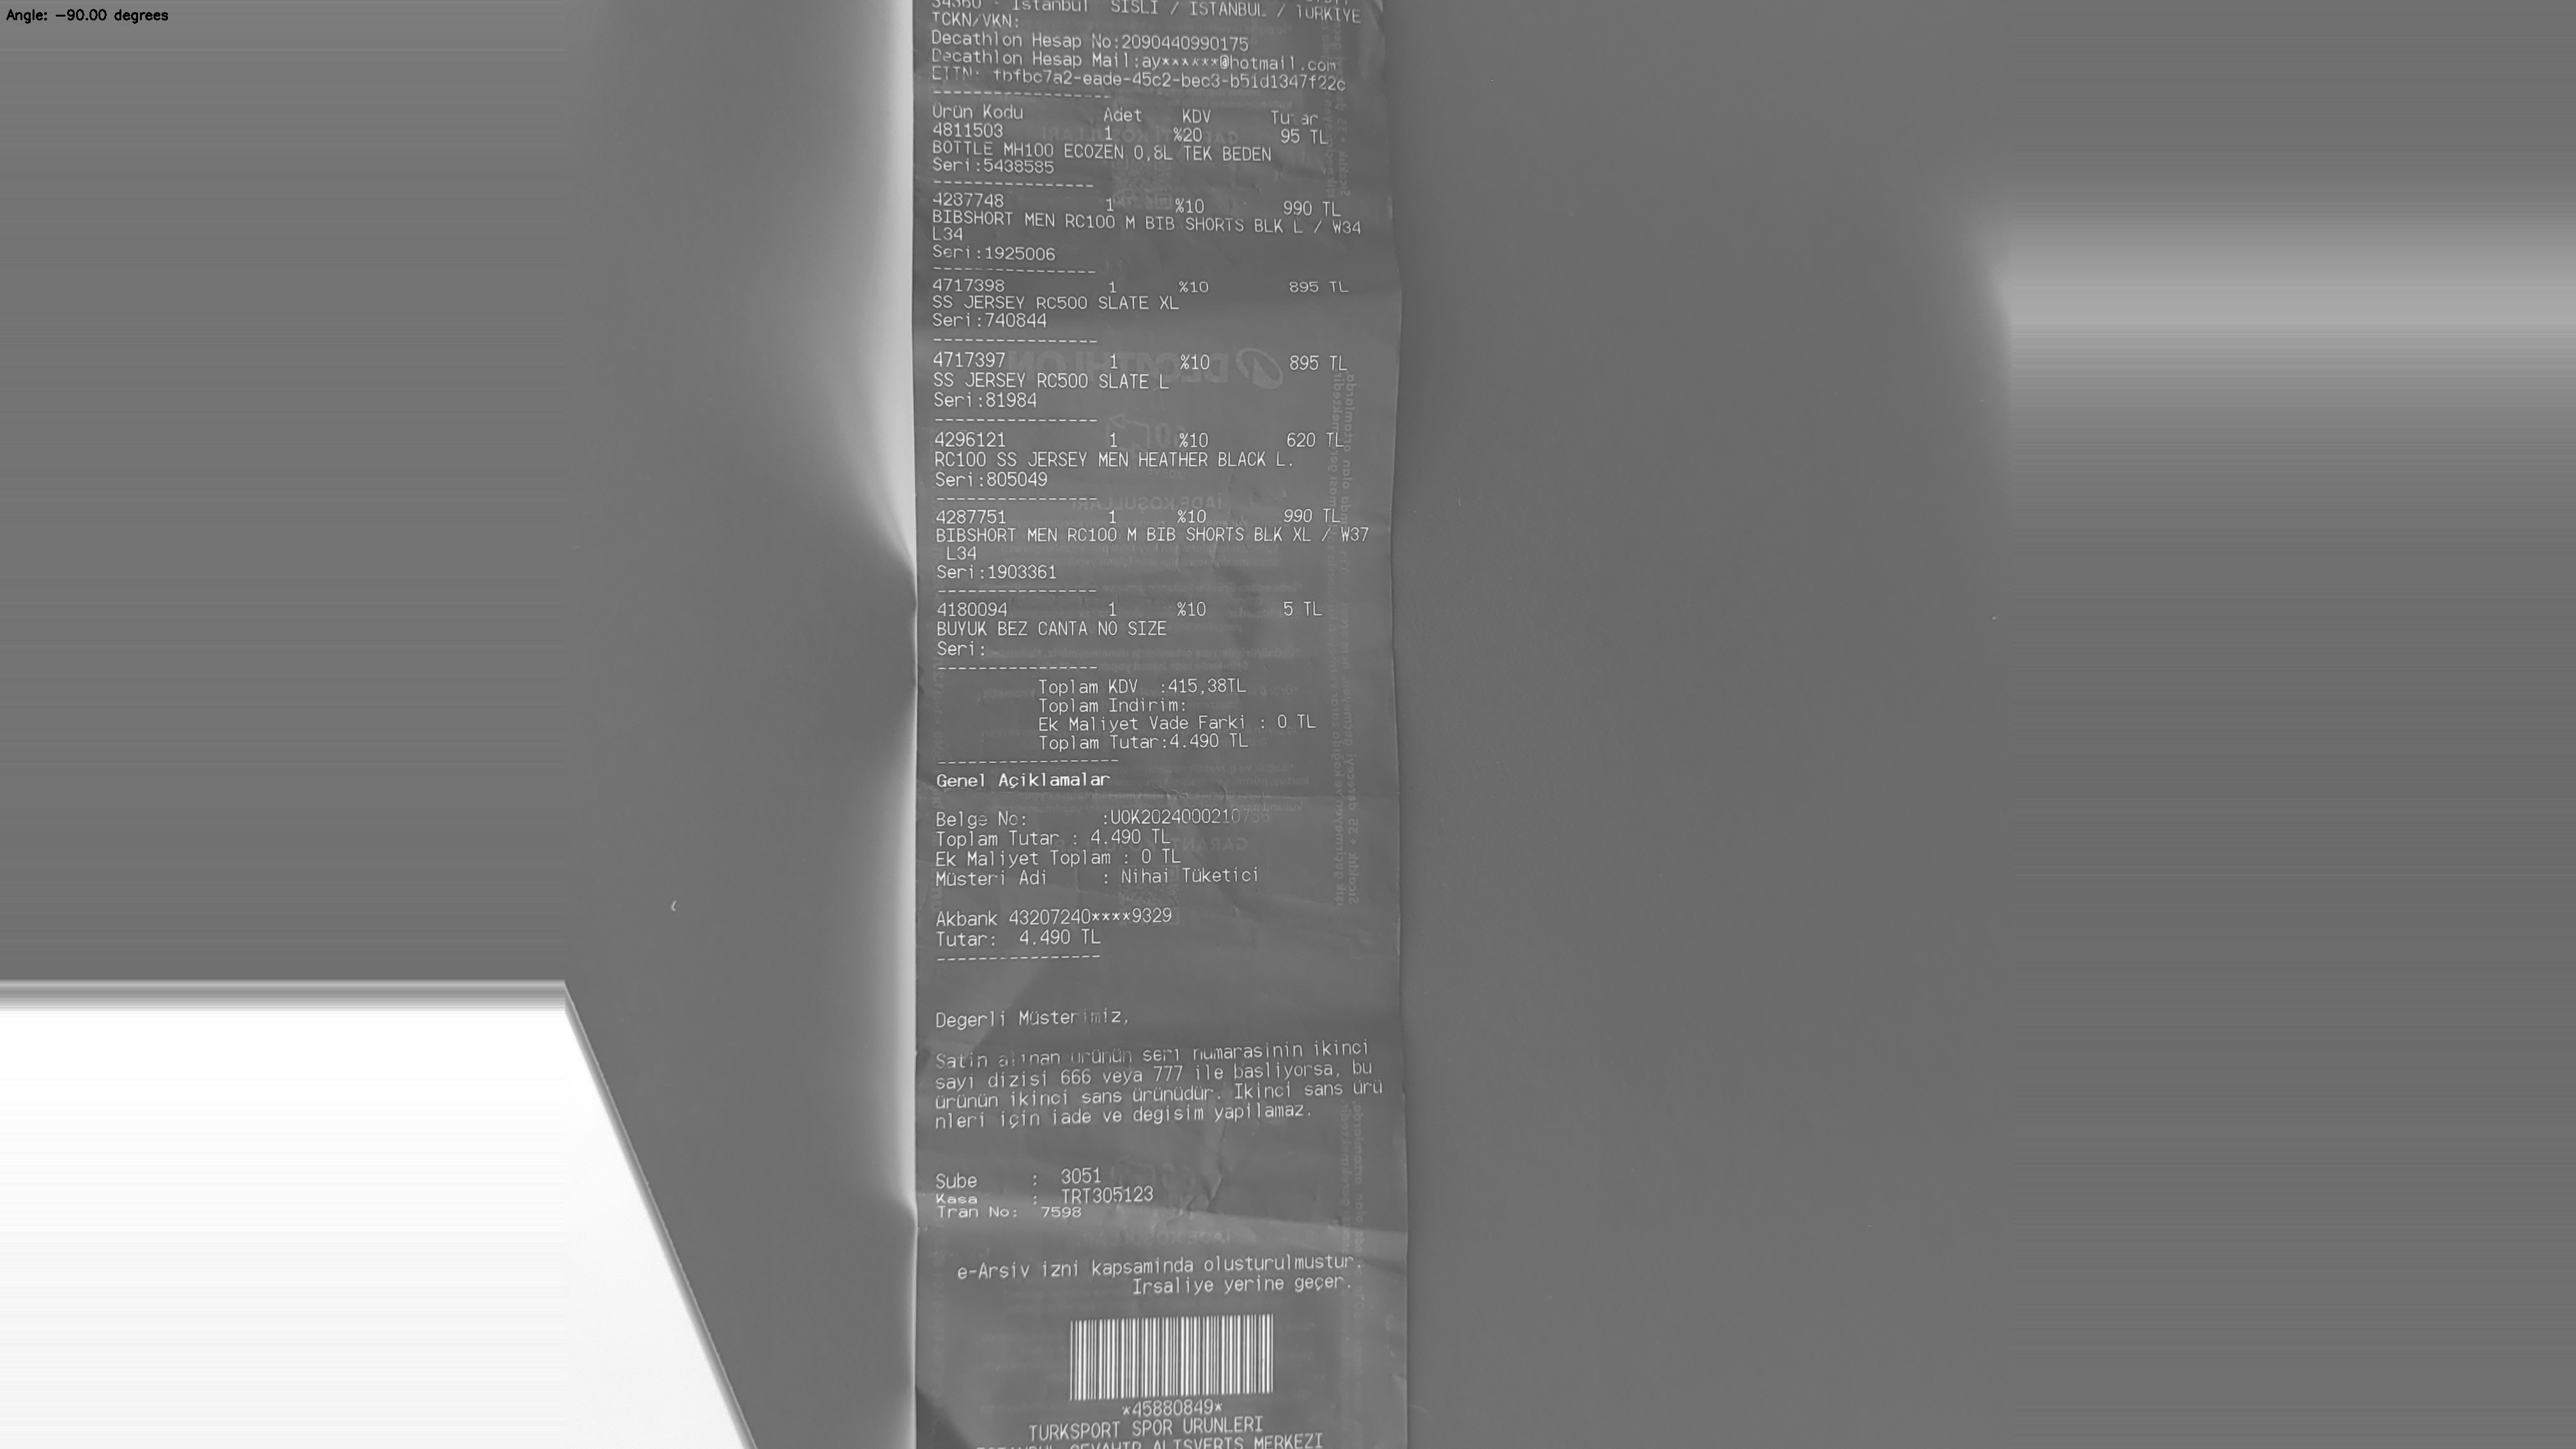 Angle: −90.00 degrees
34360 - Istanbul SISLI / ISTANBUL / TURKIYE
TCKN/VKN:
Decathlon Hesap No:2090440990175
Decathlon Hesap Mail:ay******@hotmail.com
ETTN: fbfbc7a2-eade-45c2-bec3-b51d1347f22c
-----------------
Ürün Kodu Adet KDV Tutar
4811503 1 %20 95 TL
BOTTLE MH100 ECOZEN 0,8L TEK BEDEN
Seri:5438585
----------------
4287748 1 %10 990 TL
BIBSHORT MEN RC100 M BIB SHORTS BLK L / W34
L34
Seri:1925006
----------------
4717398 1 %10 895 TL
SS JERSEY RC500 SLATE XL
Seri:740844
----------------
4717397 1 %10 895 TL
SS JERSEY RC500 SLATE L
Seri:81984
----------------
4296121 1 %10 620 TL
RC100 SS JERSEY MEN HEATHER BLACK L.
Seri:805049
----------------
4287751 1 %10 990 TL
BIBSHORT MEN RC100 M BIB SHORTS BLK XL / W37
L34
Seri:1903361
----------------
4180094 1 %10 5 TL
BUYUK BEZ CANTA NO SIZE
Seri:
----------------
Toplam KDV :415,38TL
Toplam Indirim:
Ek Maliyet Vade Farki : 0 TL
Toplam Tutar:4.490 TL
------------------
Genel Açiklamalar
Belge No: :U0K2024000210786
Toplam Tutar : 4.490 TL
Ek Maliyet Toplam : 0 TL
Müsteri Adi : Nihai Tüketici
Akbank 43207240****9329
Tutar: 4.490 TL
----------------
Degerli Müsterimiz,
Satin alinan ürünün seri numarasinin ikinci
sayi dizisi 666 veya 777 ile basliyorsa, bu
ürünün ikinci sans ürünüdür. Ikinci sans ürü
nleri için iade ve degisim yapilamaz.
Sube : 3051
Kasa : TRT305123
Tran No: 7598
e-Arsiv izni kapsaminda olusturulmustur.
Irsaliye yerine geçer.
*45880849*
TURKSPORT SPOR URUNLERI
ISTANBUL CEVAHIR ALISVERIS MERKEZI